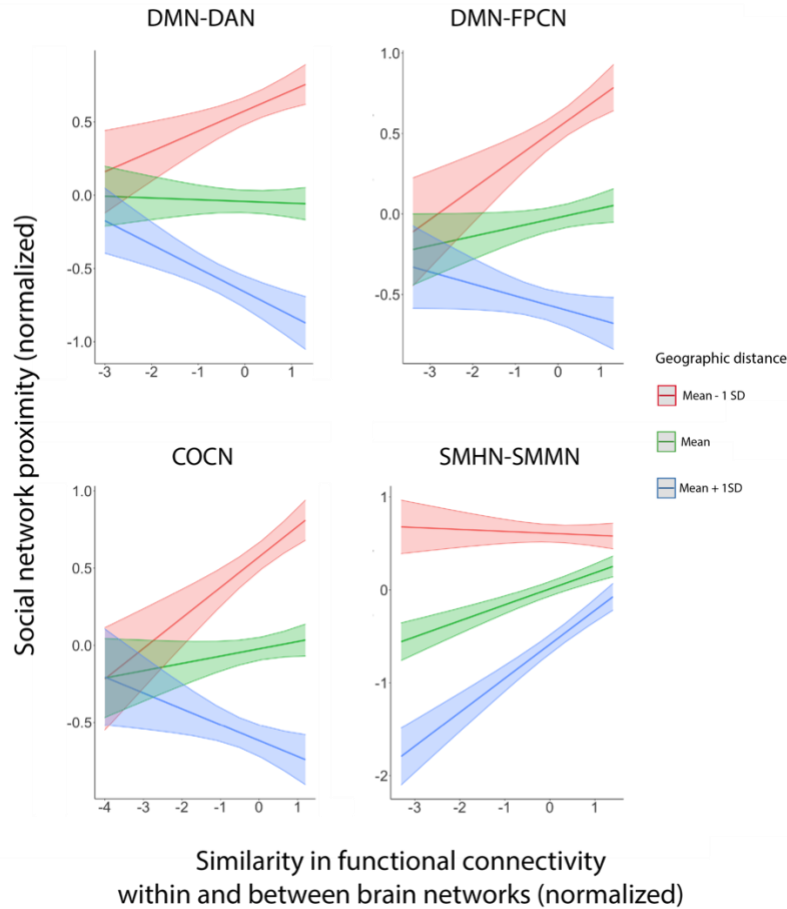 DMN-DAN
DMN-FPCN
0.5
0.0
-0.5
-1.0
-3 -2 -1 0 1
1.0
0.5
0.0
-0.5
-3 -2 -1 0 1
Social network proximity (normalized)
Geographic distance
Mean - 1 SD
Mean
Mean + 1SD
COCN
SMHN-SMMN
1.0
0.5
0.0
-0.5
-4 -3 -2 -1 0 1
1
0
-1
-2
-3 -2 -1 0 1
Similarity in functional connectivity
within and between brain networks (normalized)